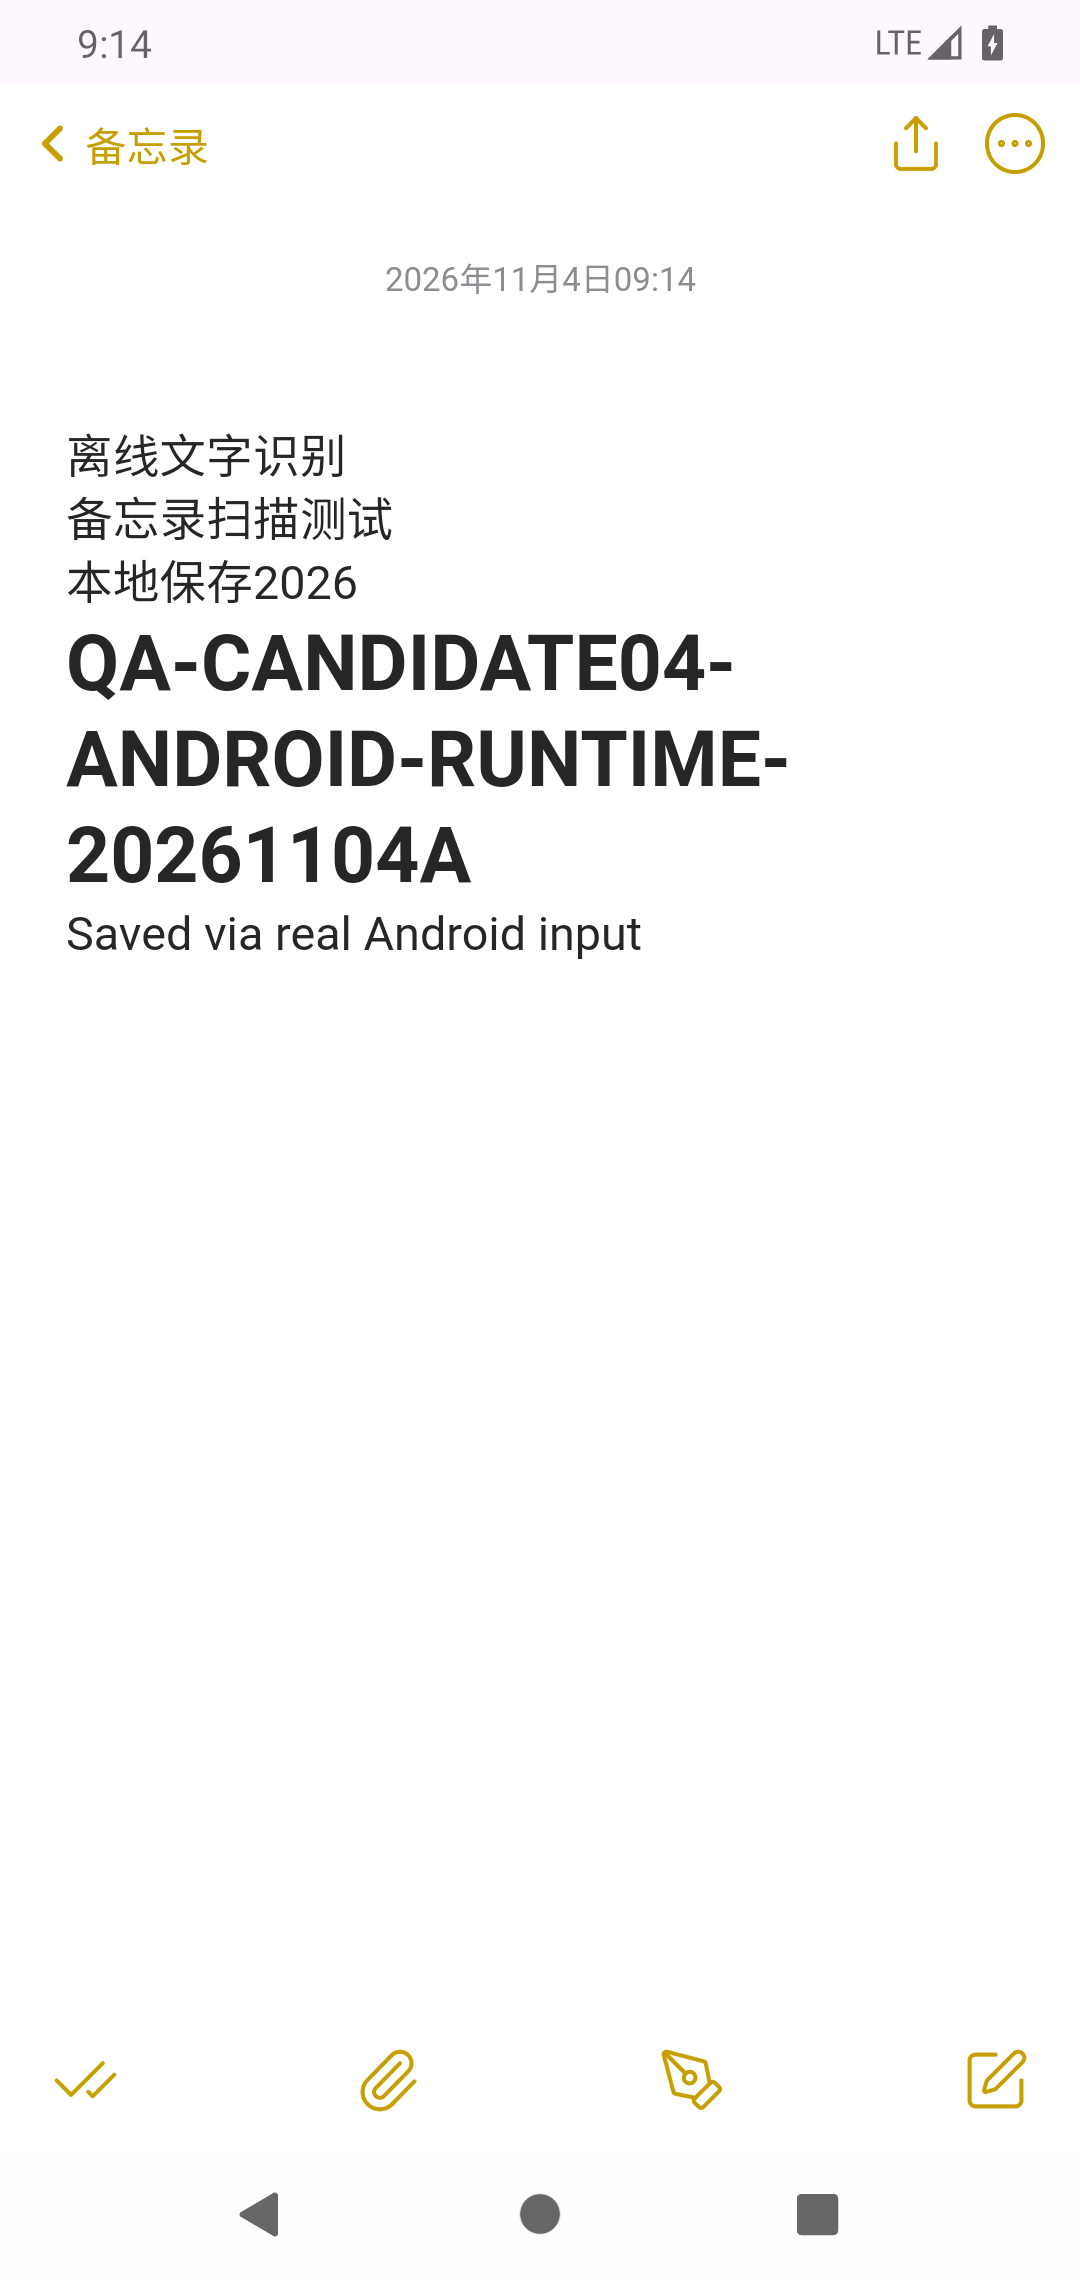 9:14
LTE
备忘录
2026年11月4日09:14
离线文字识别
备忘录扫描测试
本地保存2026
QA-CANDIDATE04-
ANDROID-RUNTIME-
20261104A
Saved via real Android input